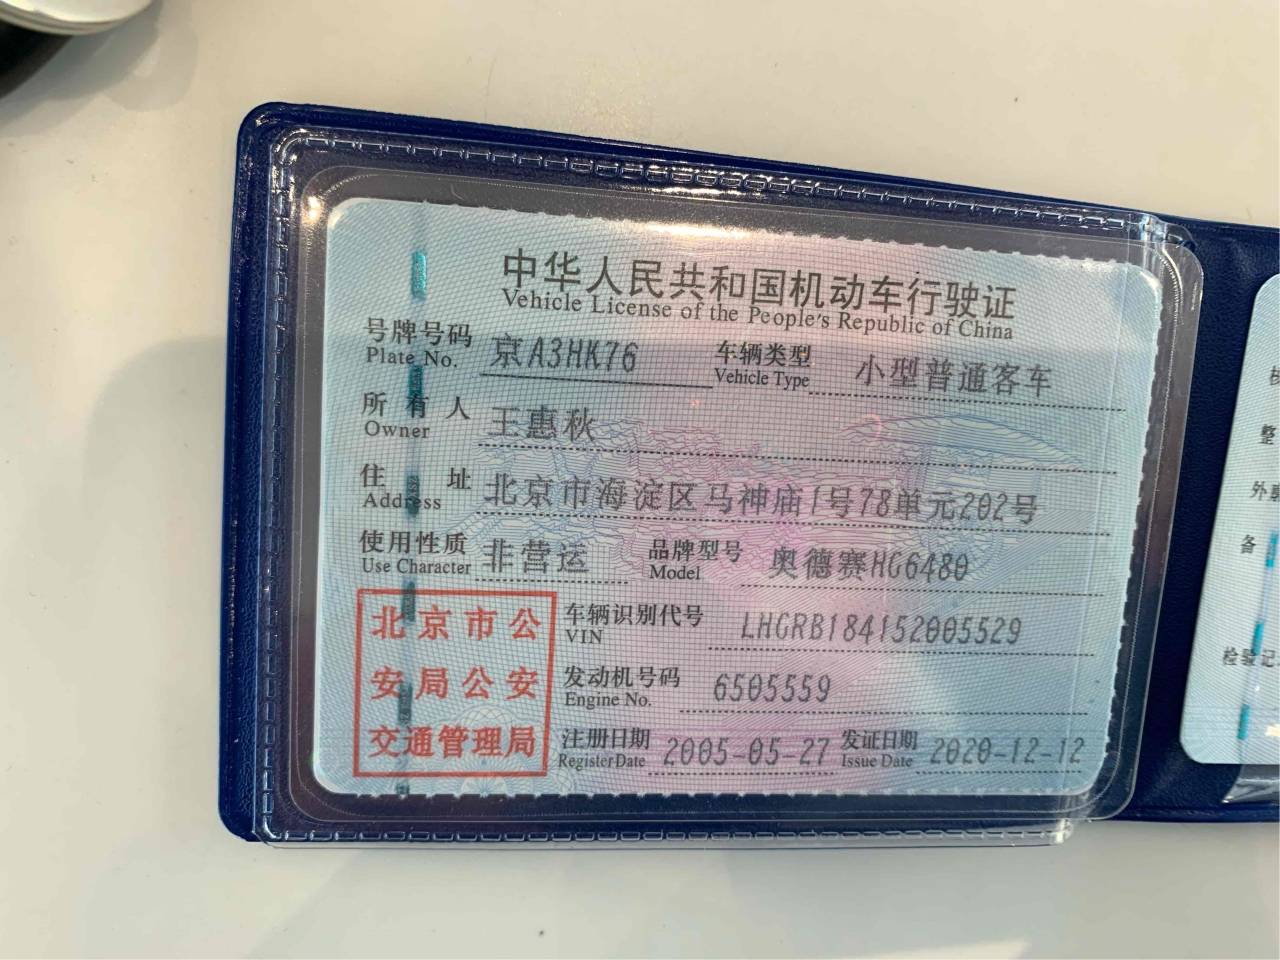 中华人民共和国机动车行驶证
Vehicle License of the People's Republic of China
号牌号码 京A3HK76 车辆类型 小型普通客车
Plate No. Vehicle Type
所有人 王惠秋
Owner
住址 北京市海淀区马神庙1号78单元202号
Address
使用性质 非营运 品牌型号 奥德赛HG6480
Use Character Model
北京市公
安局公安
交通管理局
车辆识别代号 LHGRB184152005529
VIN
发动机号码 6505559
Engine No.
注册日期 2005-05-27 发证日期 2020-12-12
Register Date Issue Date
整
外
备
检验记